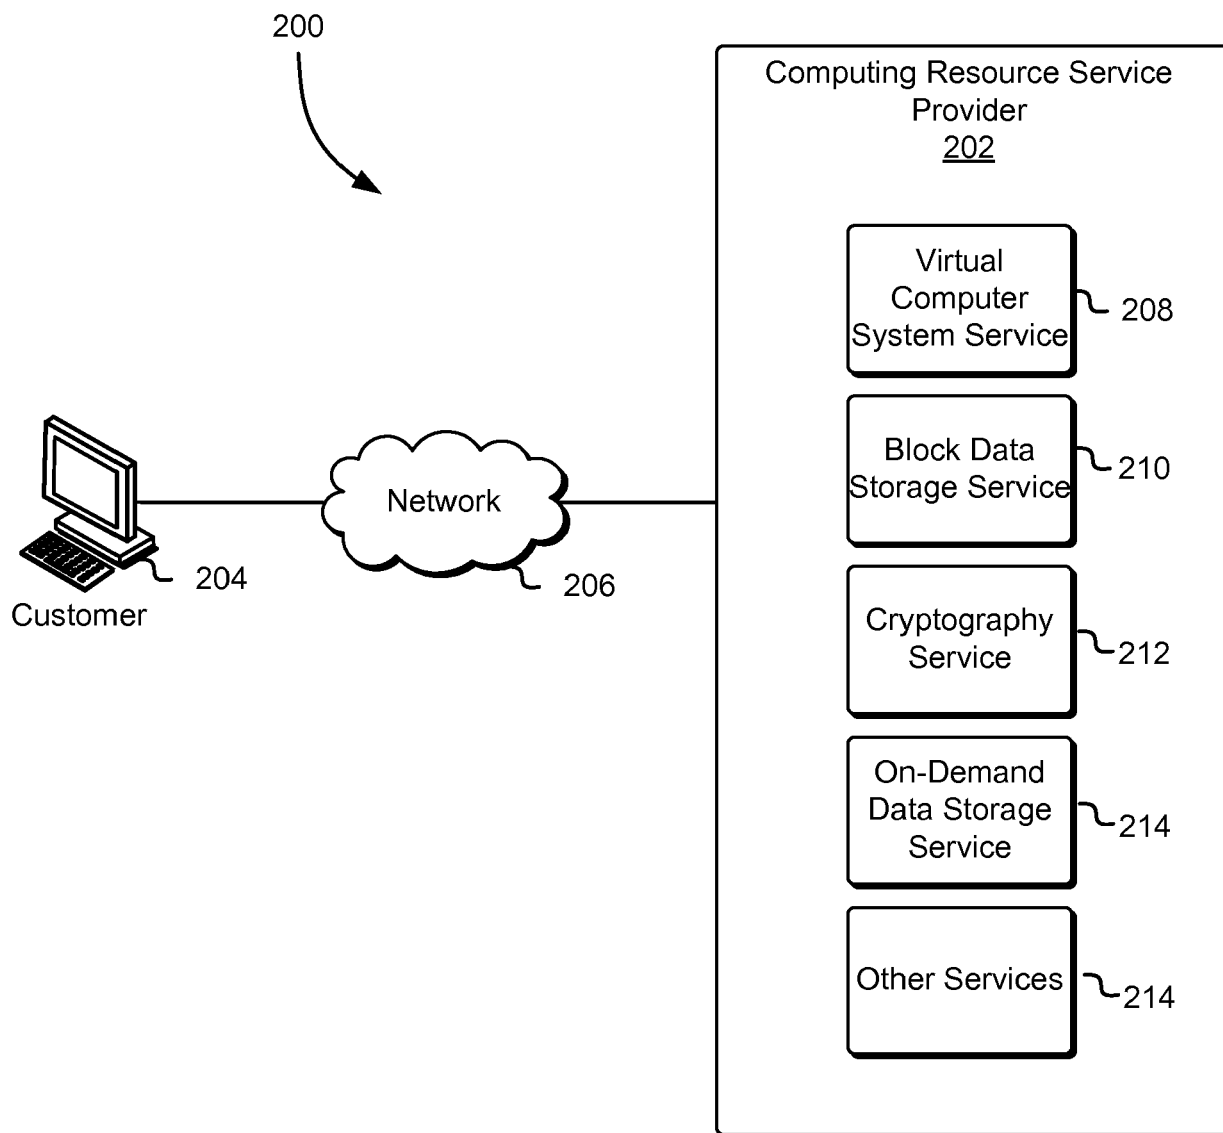 200
Computing Resource Service
Provider
202
Virtual
Computer
System Service
208
Block Data
Storage Service
210
Network
204
206
Customer
Cryptography
Service
212
On-Demand
Data Storage
Service
214
Other Services
214